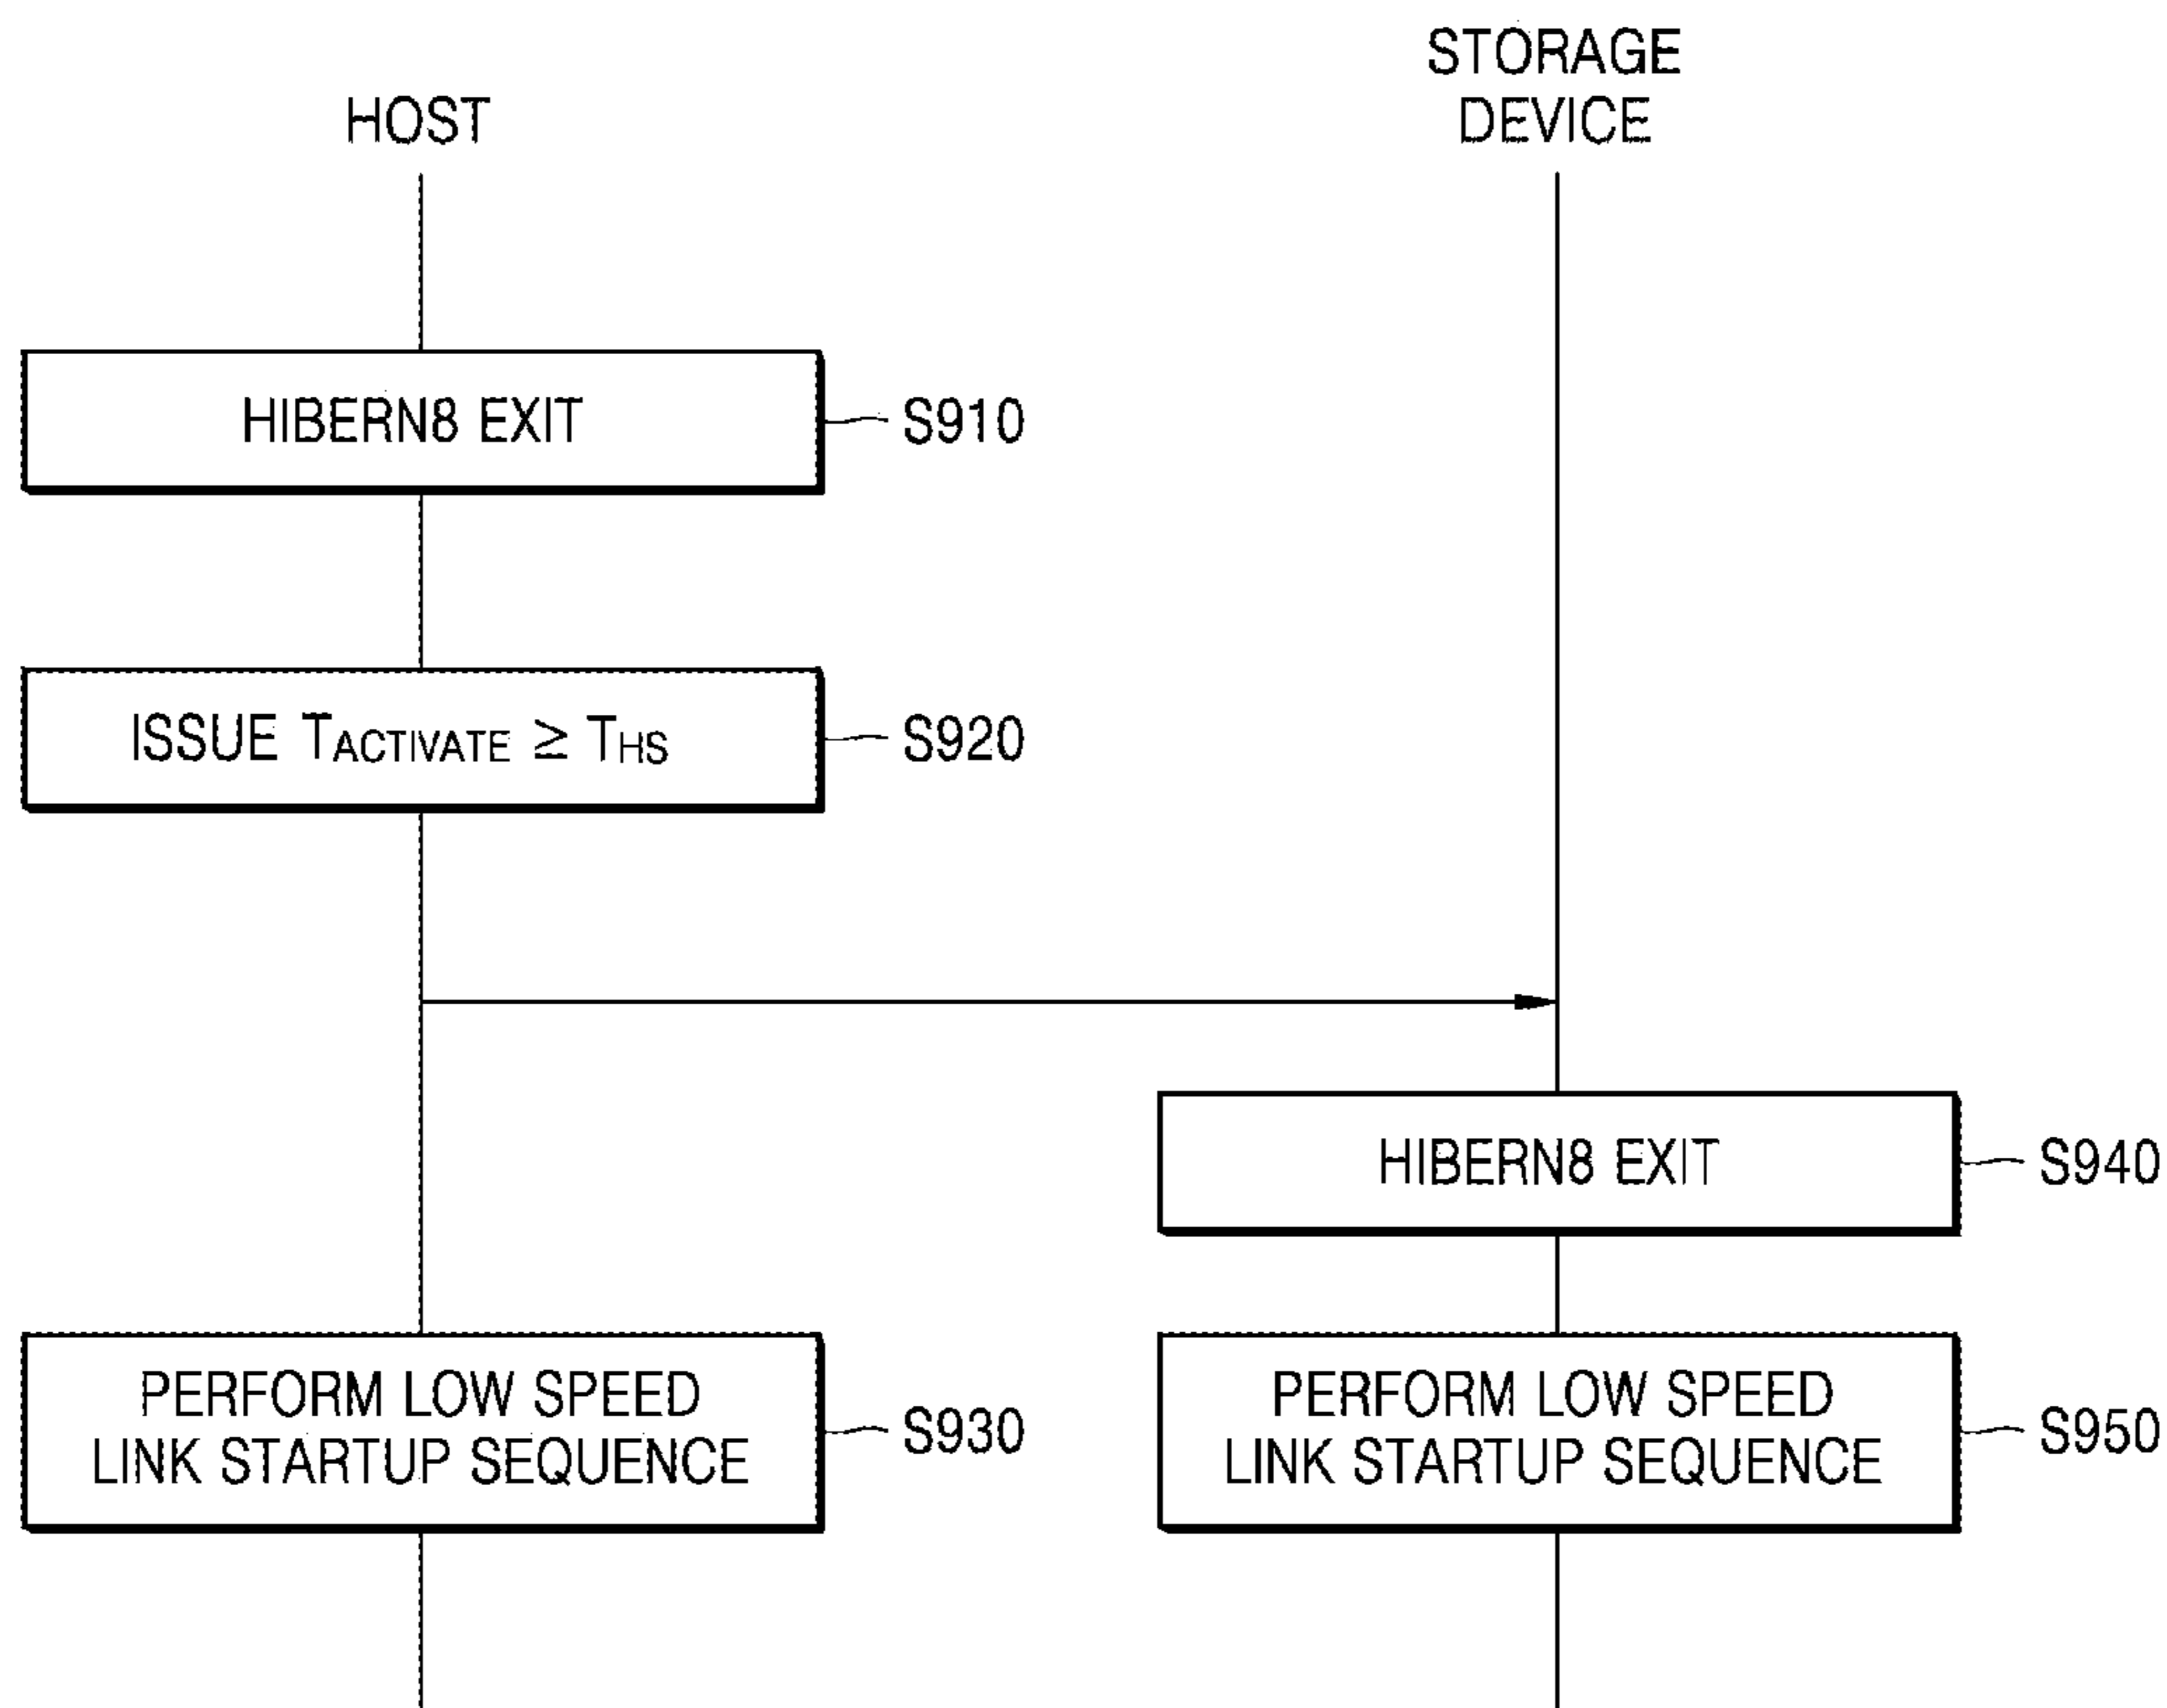 HOST
STORAGE
DEVICE
HIBERN8 EXIT
S910
ISSUE TACTIVATE ≥ THS
S920
HIBERN8 EXIT
S940
PERFORM LOW SPEED
LINK STARTUP SEQUENCE
S930
PERFORM LOW SPEED
LINK STARTUP SEQUENCE
S950